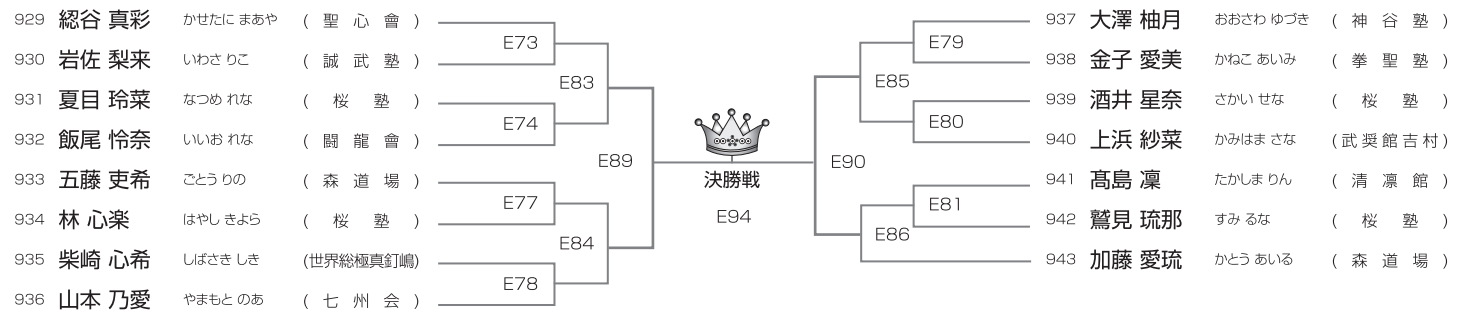 929 綛谷 真彩 かせたに まあや ( 聖 心 會 )
930 岩佐 梨来 いわさ りこ ( 誠 武 塾 )
931 夏目 玲菜 なつめ れな ( 桜 塾 )
932 飯尾 怜奈 いいお れな ( 闘 龍 會 )
933 五藤 吏希 ごとう りの ( 森 道 場 )
934 林 心楽 はやし きよら ( 桜 塾 )
935 柴崎 心希 しばさき しき (世界総極真釘嶋)
936 山本 乃愛 やまもと のあ ( 七 州 会 )
E73
E74
E77
E78
E83
E84
E89
決勝戦
E94
E90
E85
E86
E79
E80
E81
937 大澤 柚月 おおさわ ゆづき ( 神 谷 塾 )
938 金子 愛美 かねこ あいみ ( 拳 聖 塾 )
939 酒井 星奈 さかい せな ( 桜 塾 )
940 上浜 紗菜 かみはま さな (武奨館吉村)
941 髙島 凜 たかしま りん ( 清 凛 館 )
942 鷲見 琉那 すみ るな ( 桜 塾 )
943 加藤 愛琉 かとう あいる ( 森 道 場 )